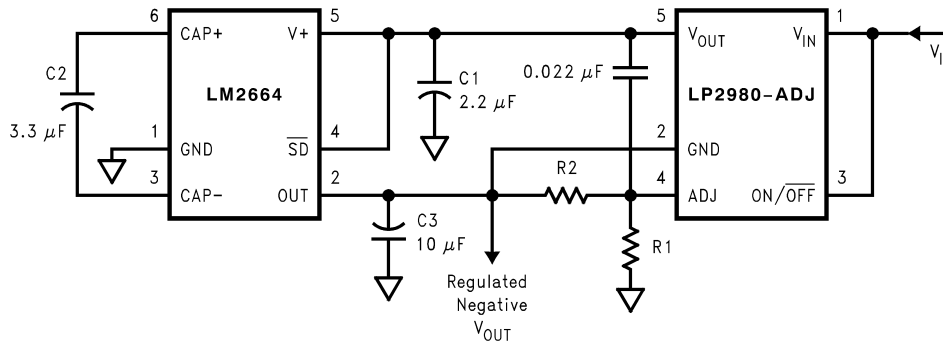 6
CAP+
V+
5
5
V_OUT
V_IN
1
V_I
C2
3.3 µF
LM2664
C1
2.2 µF
0.022 µF
LP2980-ADJ
1
GND
S̅D̅
4
2
GND
3
CAP-
OUT
2
R2
4
ADJ
ON/O̅F̅F̅
3
C3
10 µF
R1
Regulated
Negative
V_OUT